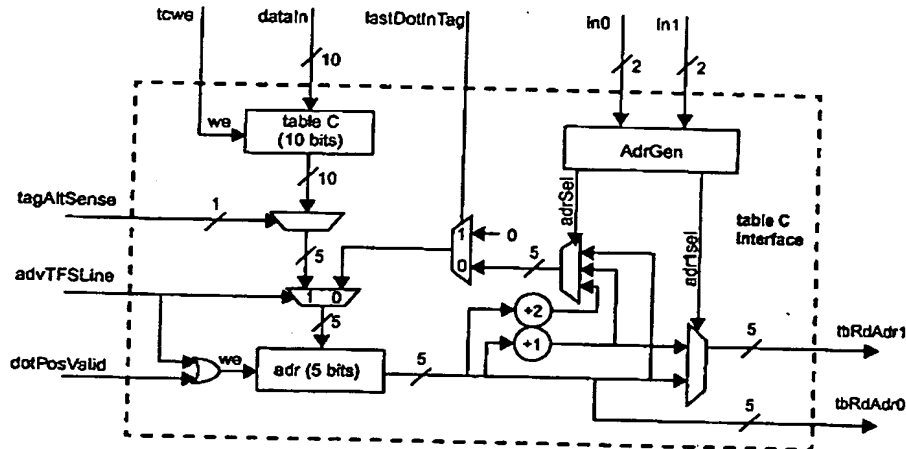 tcwe
dataIn
lastDotInTag
In0
In1
10
2
2
we
table C
(10 bits)
AdrGen
10
tagAltSense
1
adrSel
adr1sel
table C
Interface
1
0
0
5
5
advTFSLine
1 0
5
+2
+1
5
tbRdAdr1
dotPosValid
we
adr (5 bits)
5
5
tbRdAdr0